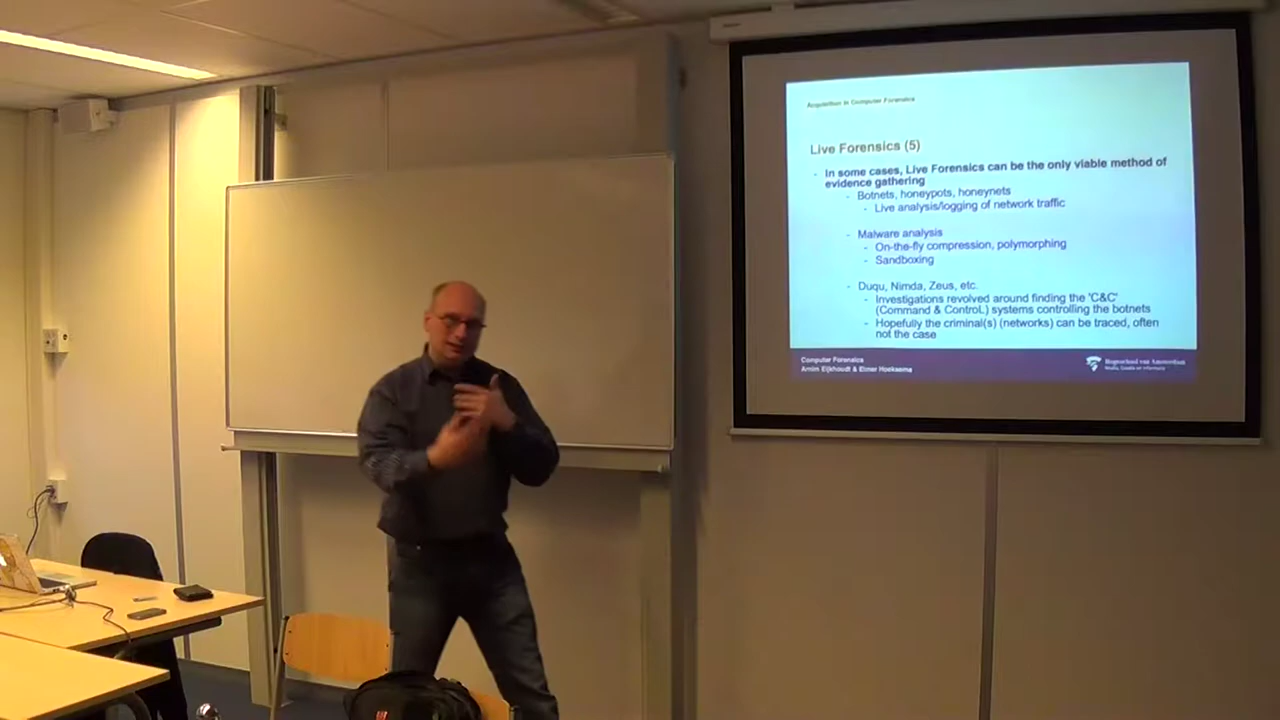 Acquisition in Computer Forensics
Live Forensics (5)
- In some cases, Live Forensics can be the only viable method of
evidence gathering
- Botnets, honeypots, honeynets
- Live analysis/logging of network traffic
- Malware analysis
- On-the-fly compression, polymorphing
- Sandboxing
- Duqu, Nimda, Zeus, etc.
- Investigations revolved around finding the 'C&C'
(Command & ControL) systems controlling the botnets
- Hopefully the criminal(s) (networks) can be traced, often
not the case
Computer Forensics
Arnim Eijkhoudt & Elmer Hoeksema
Hogeschool van Amsterdam